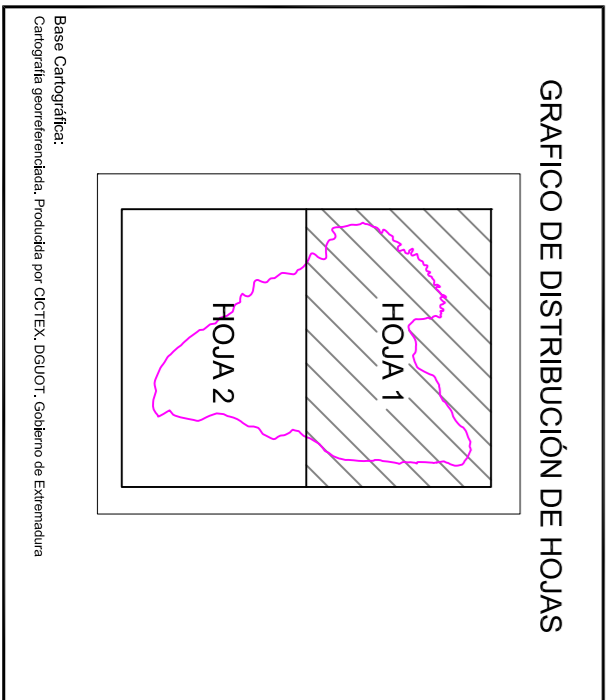 GRAFICO DE DISTRIBUCIÓN DE HOJAS
HOJA 1
HOJA 2
Base Cartográfica:
Cartografía georreferenciada. Producida por CICTEX. DGUOT. Gobierno de Extremadura